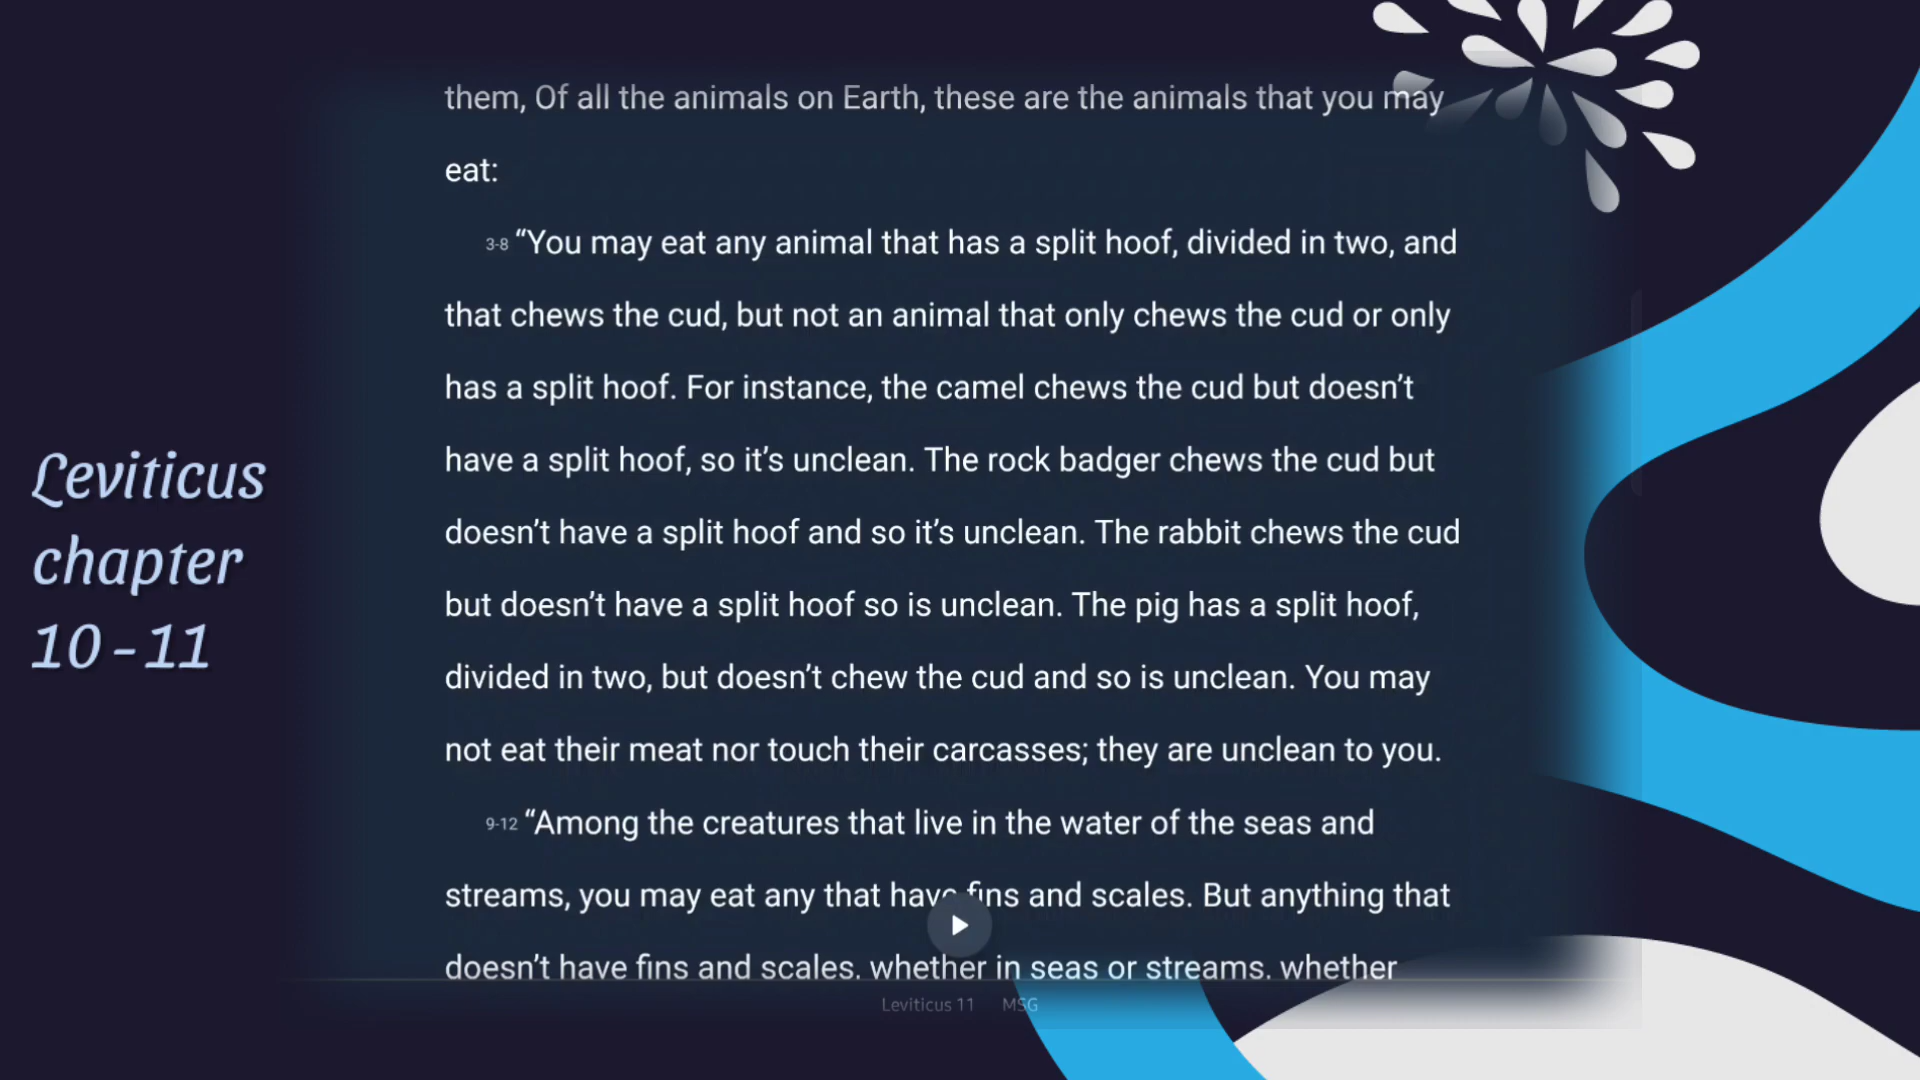 them, Of all the animals on Earth, these are the animals that you may
eat:
3-8 “You may eat any animal that has a split hoof, divided in two, and
that chews the cud, but not an animal that only chews the cud or only
has a split hoof. For instance, the camel chews the cud but doesn’t
have a split hoof, so it’s unclean. The rock badger chews the cud but
doesn’t have a split hoof and so it’s unclean. The rabbit chews the cud
but doesn’t have a split hoof so is unclean. The pig has a split hoof,
divided in two, but doesn’t chew the cud and so is unclean. You may
not eat their meat nor touch their carcasses; they are unclean to you.
9-12 “Among the creatures that live in the water of the seas and
streams, you may eat any that have fins and scales. But anything that
doesn’t have fins and scales, whether in seas or streams, whether
Leviticus 11 MSG
Leviticus
chapter
10-11